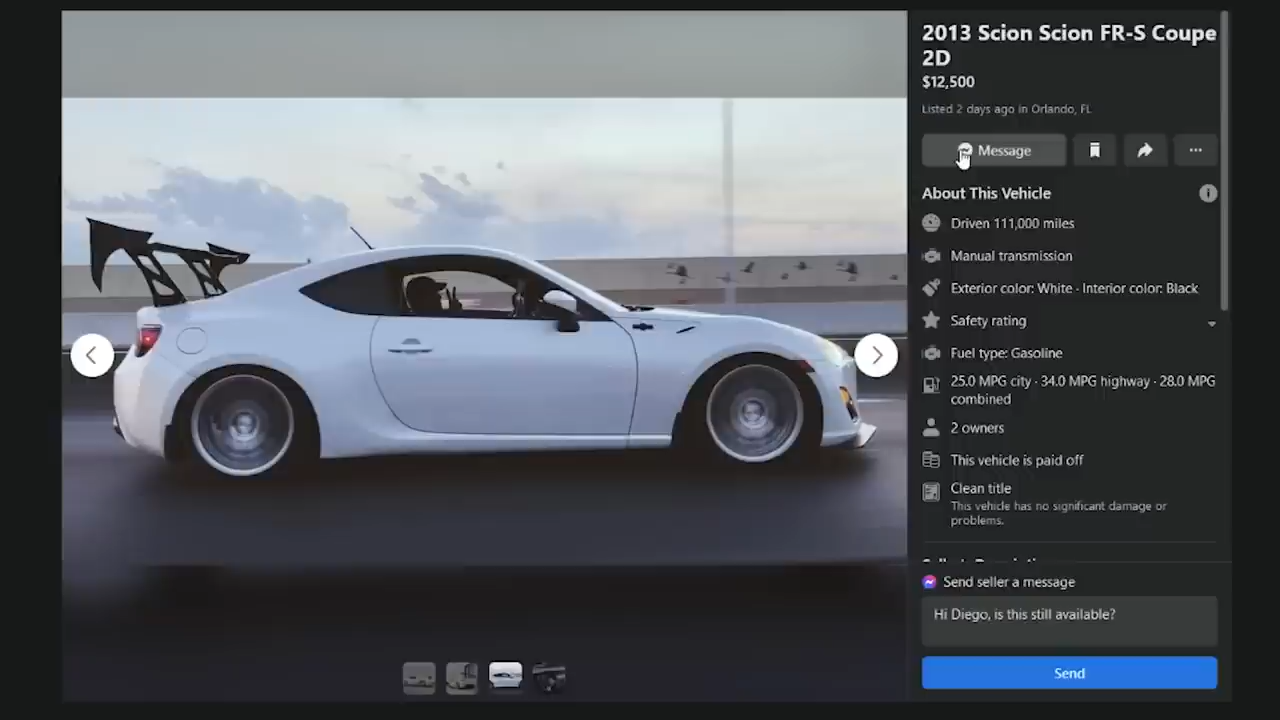 2013 Scion Scion FR-S Coupe
2D
$12,500
Listed 2 days ago in Orlando, FL
Message
About This Vehicle
Driven 111,000 miles
Manual transmission
Exterior color: White · Interior color: Black
Safety rating
Fuel type: Gasoline
25.0 MPG city · 34.0 MPG highway · 28.0 MPG
combined
2 owners
This vehicle is paid off
Clean title
This vehicle has no significant damage or
problems.
Send seller a message
Hi Diego, is this still available?
Send